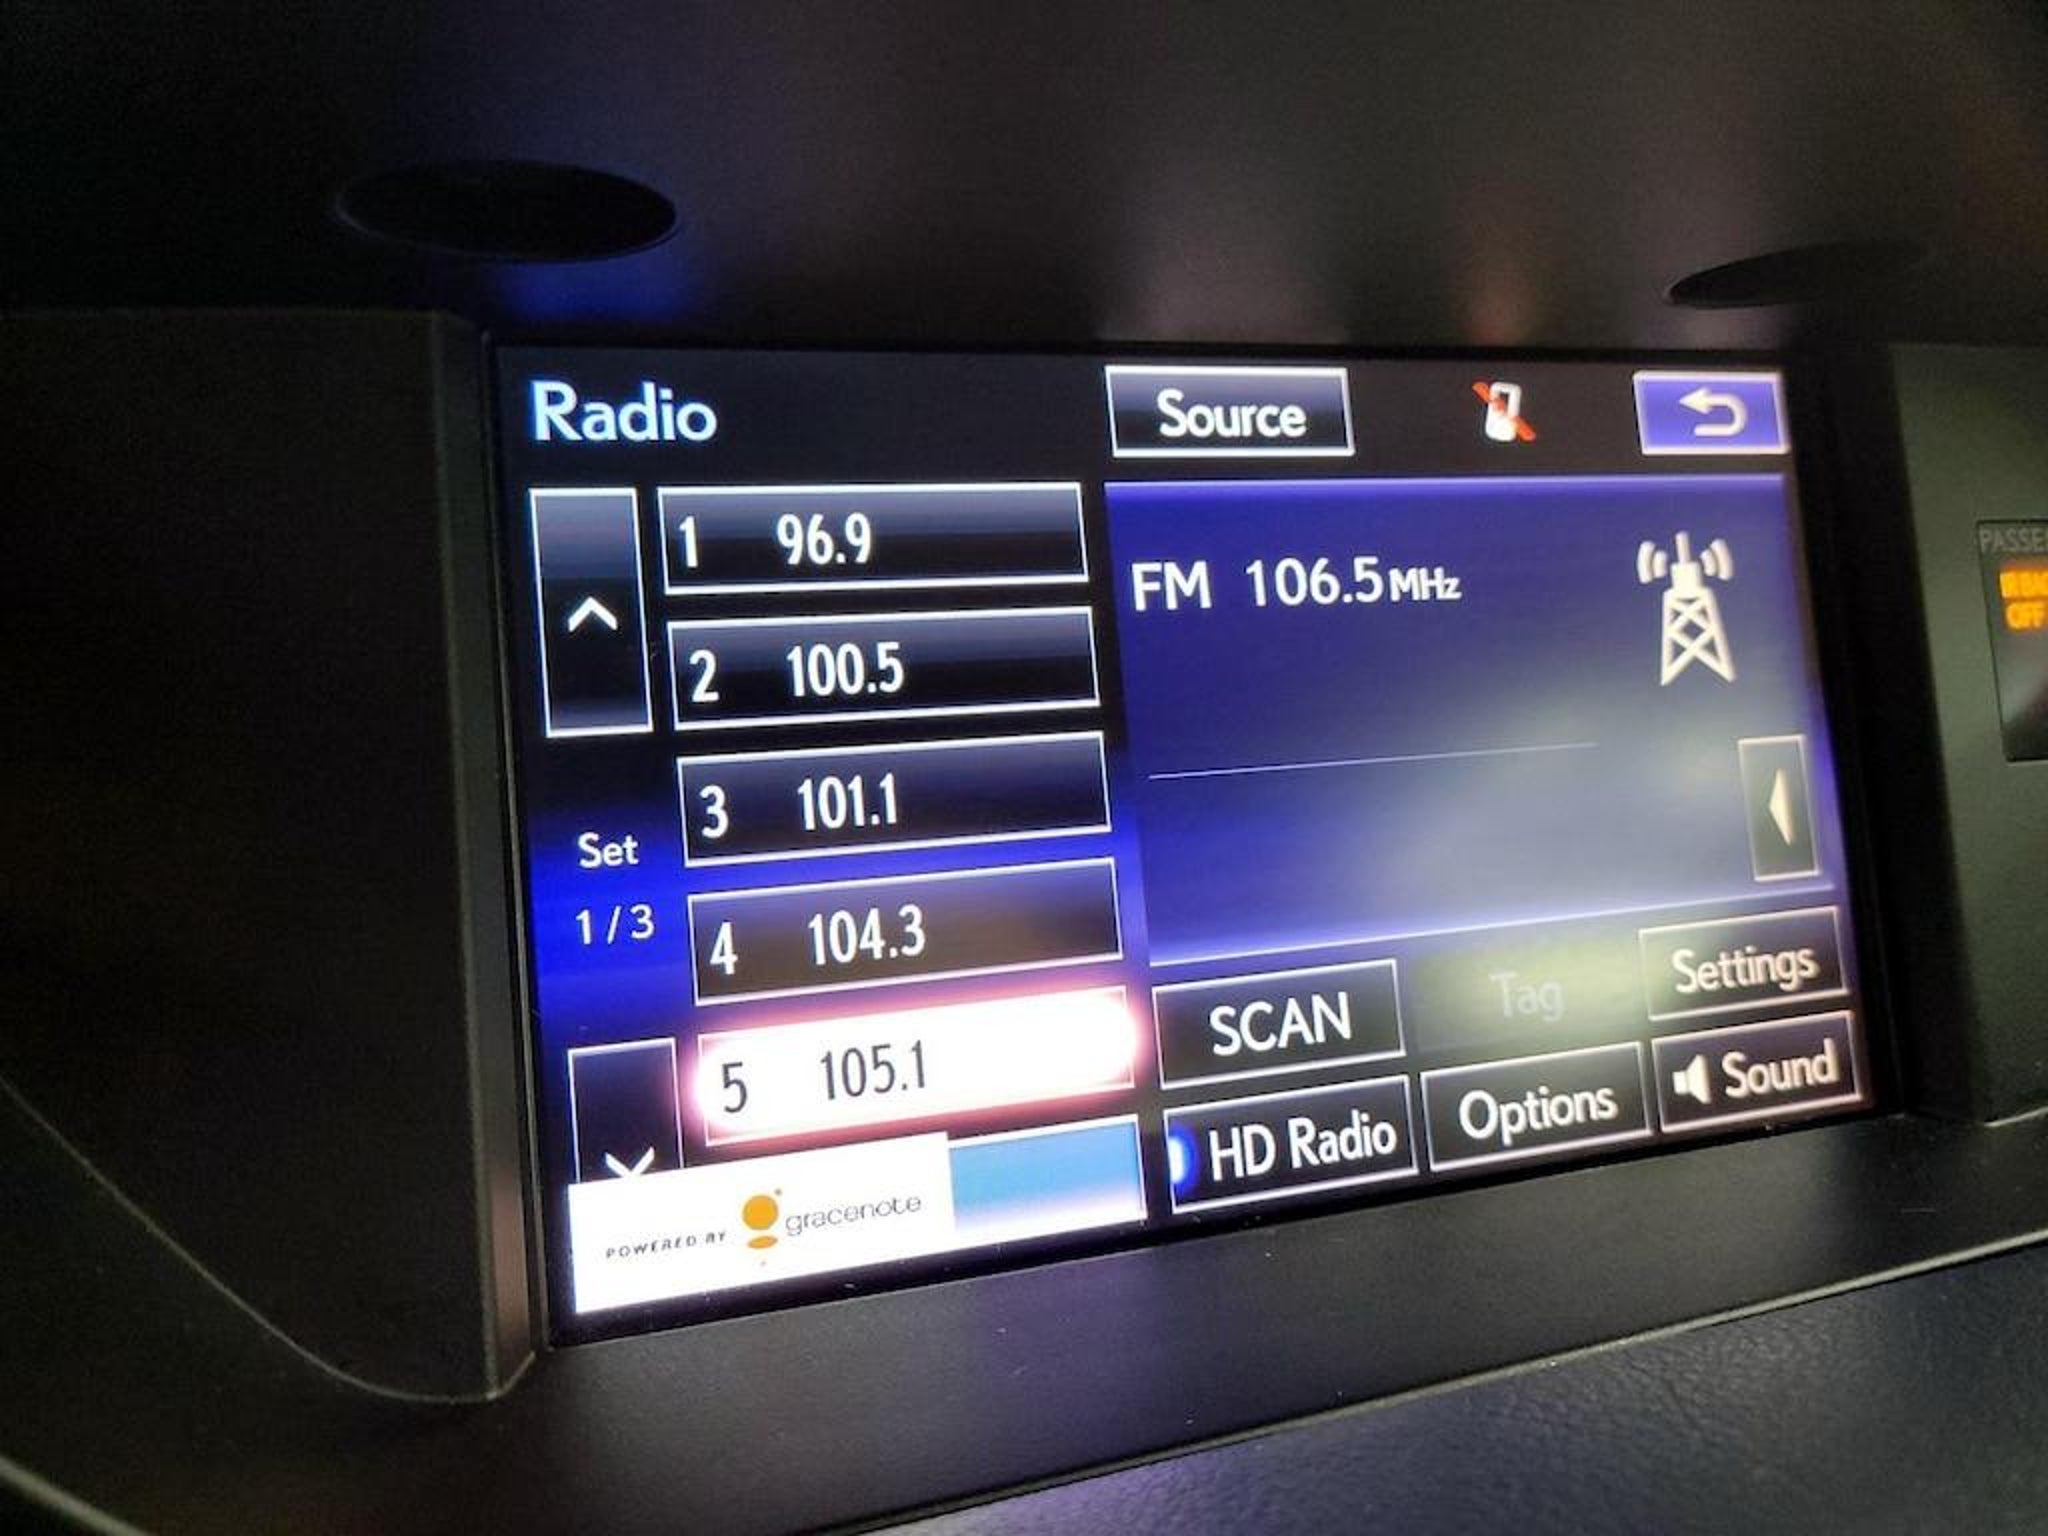 Radio
Source
1 96.9
2 100.5
3 101.1
4 104.3
5 105.1
Set
1/3
FM 106.5MHz
SCAN
Tag
Settings
HD Radio
Options
Sound
POWERED BY gracenote
OFF